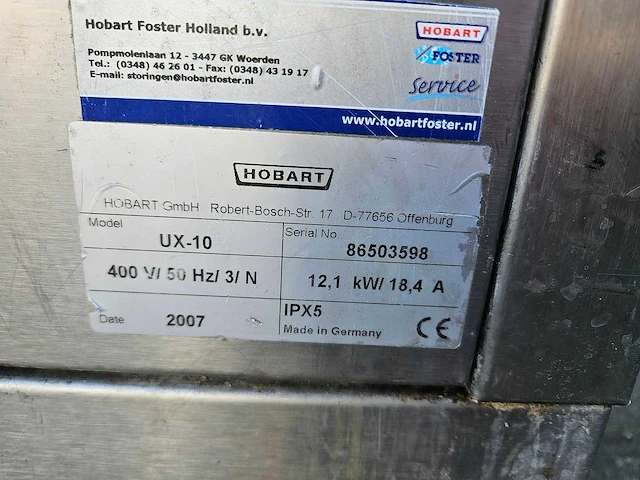 Hobart Foster Holland b.v.
HOBART
FOSTER
Service
Pompmolenlaan 12 - 3447 GK Woerden
Tel.: (0348) 46 26 01 - Fax: (0348) 43 19 17
E-mail: storingen@hobartfoster.nl
www.hobartfoster.nl
HOBART
HOBART GmbH Robert-Bosch-Str. 17 D-77656 Offenburg
Model
UX-10
Serial No.
86503598
400 V/ 50 Hz/ 3/ N
12,1 kW/ 18,4 A
Date
2007
IPX5
Made in Germany
CE